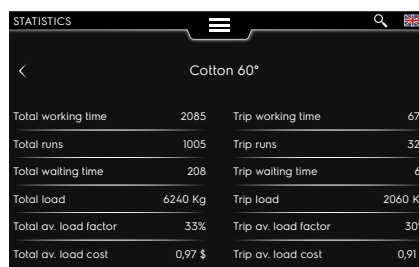 STATISTICS
Cotton 60°
Total working time 2085 Trip working time 67
Total runs 1005 Trip runs 32
Total waiting time 208 Trip waiting time
Total load 6240 Kg Trip load 2060 K
Total av. load factor 33% Trip av. load factor 30
Total av. load cost 0,97 $ Trip av. load cost 0,91